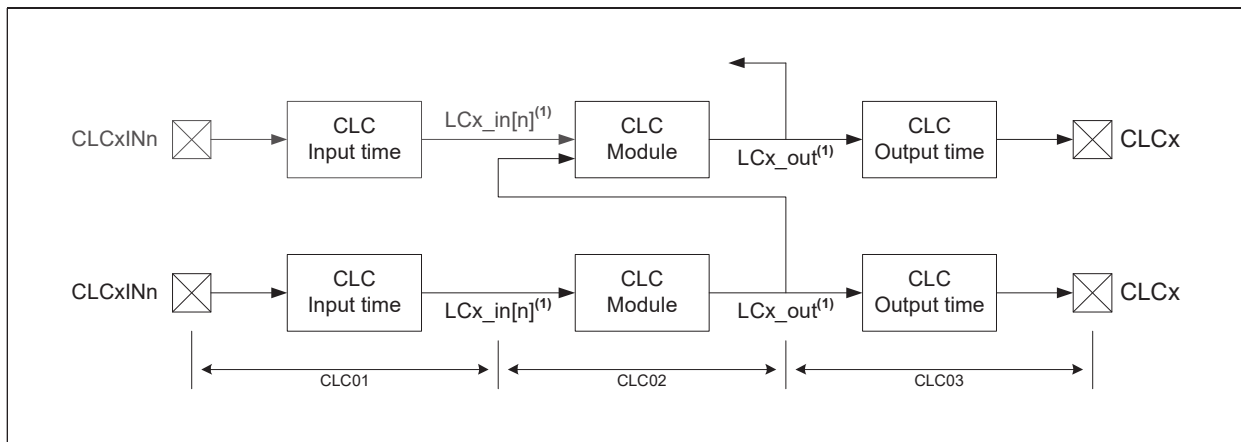 CLCxINn
CLC
Input time
LCx_in[n](1)
CLC
Module
LCx_out(1)
CLC
Output time
CLCx
CLCxINn
CLC
Input time
LCx_in[n](1)
CLC
Module
LCx_out(1)
CLC
Output time
CLCx
CLC01
CLC02
CLC03